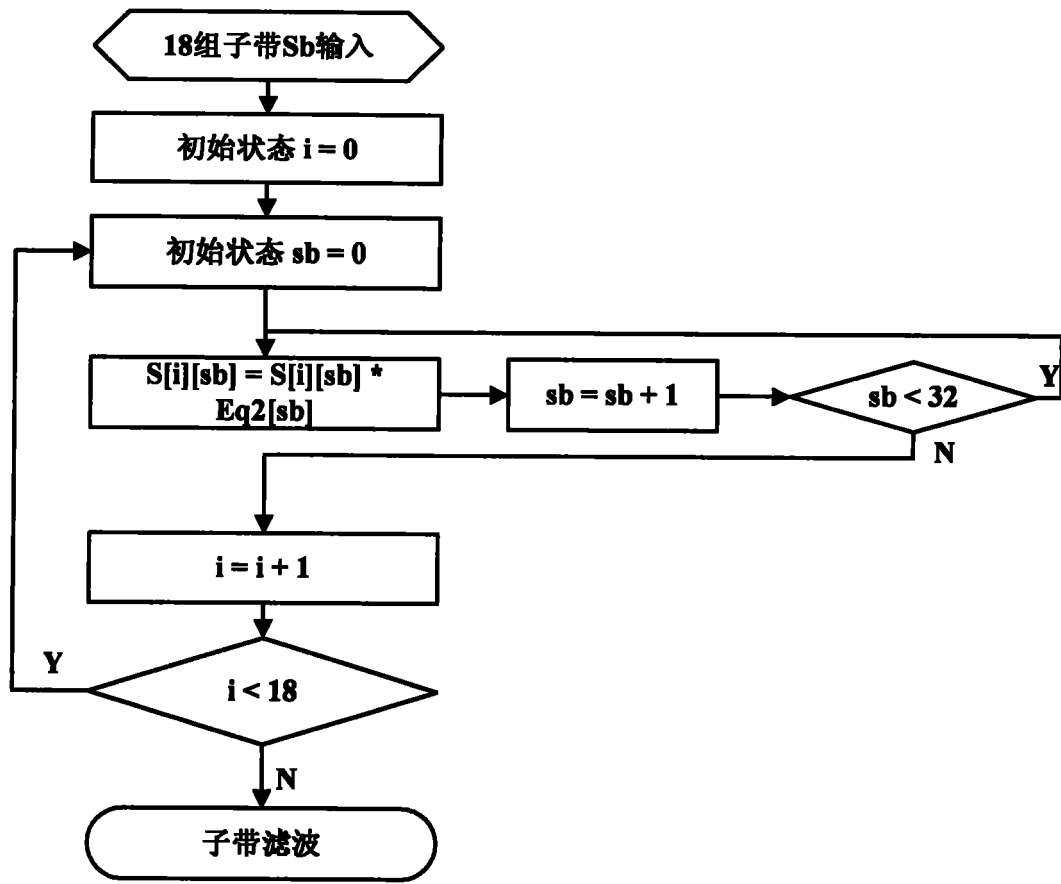 18组子带Sb输入
初始状态 i = 0
初始状态 sb = 0
S[i][sb] = S[i][sb] *
Eq2[sb]
sb = sb + 1
sb < 32
Y
N
i = i + 1
Y
i < 18
N
子带滤波